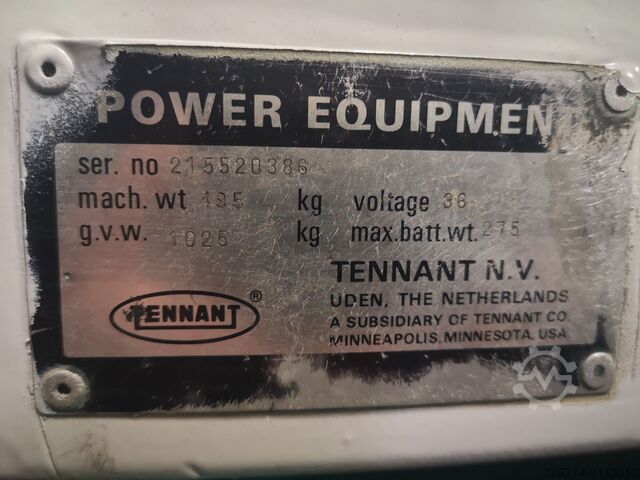 POWER EQUIPMEN
ser. no 215520386
mach. wt 495 kg voltage 36
g.v.w. 1025 kg max.batt.wt. 275
TENNANT N.V.
UDEN, THE NETHERLANDS
TENNANT ®
A SUBSIDIARY OF TENNANT CO.
MINNEAPOLIS, MINNESOTA, USA